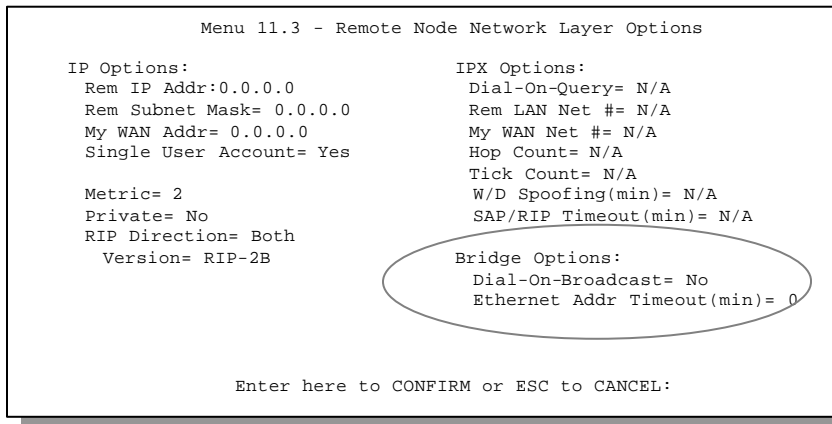 Menu 11.3 - Remote Node Network Layer Options
IP Options:
Rem IP Addr:0.0.0.0
Rem Subnet Mask= 0.0.0.0
My WAN Addr= 0.0.0.0
Single User Account= Yes
Metric= 2
Private= No
RIP Direction= Both
Version= RIP-2B
IPX Options:
Dial-On-Query= N/A
Rem LAN Net #= N/A
My WAN Net #= N/A
Hop Count= N/A
Tick Count= N/A
W/D Spoofing(min)= N/A
SAP/RIP Timeout(min)= N/A
Bridge Options:
Dial-On-Broadcast= No
Ethernet Addr Timeout(min)= 0
Enter here to CONFIRM or ESC to CANCEL: